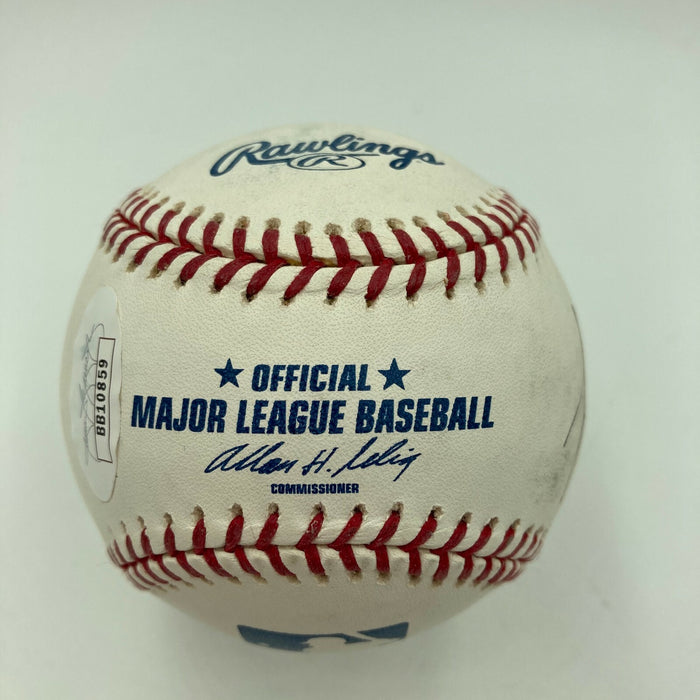 Rawlings
R
★ OFFICIAL ★
MAJOR LEAGUE BASEBALL
Allan H. Selig
COMMISSIONER
BB10859